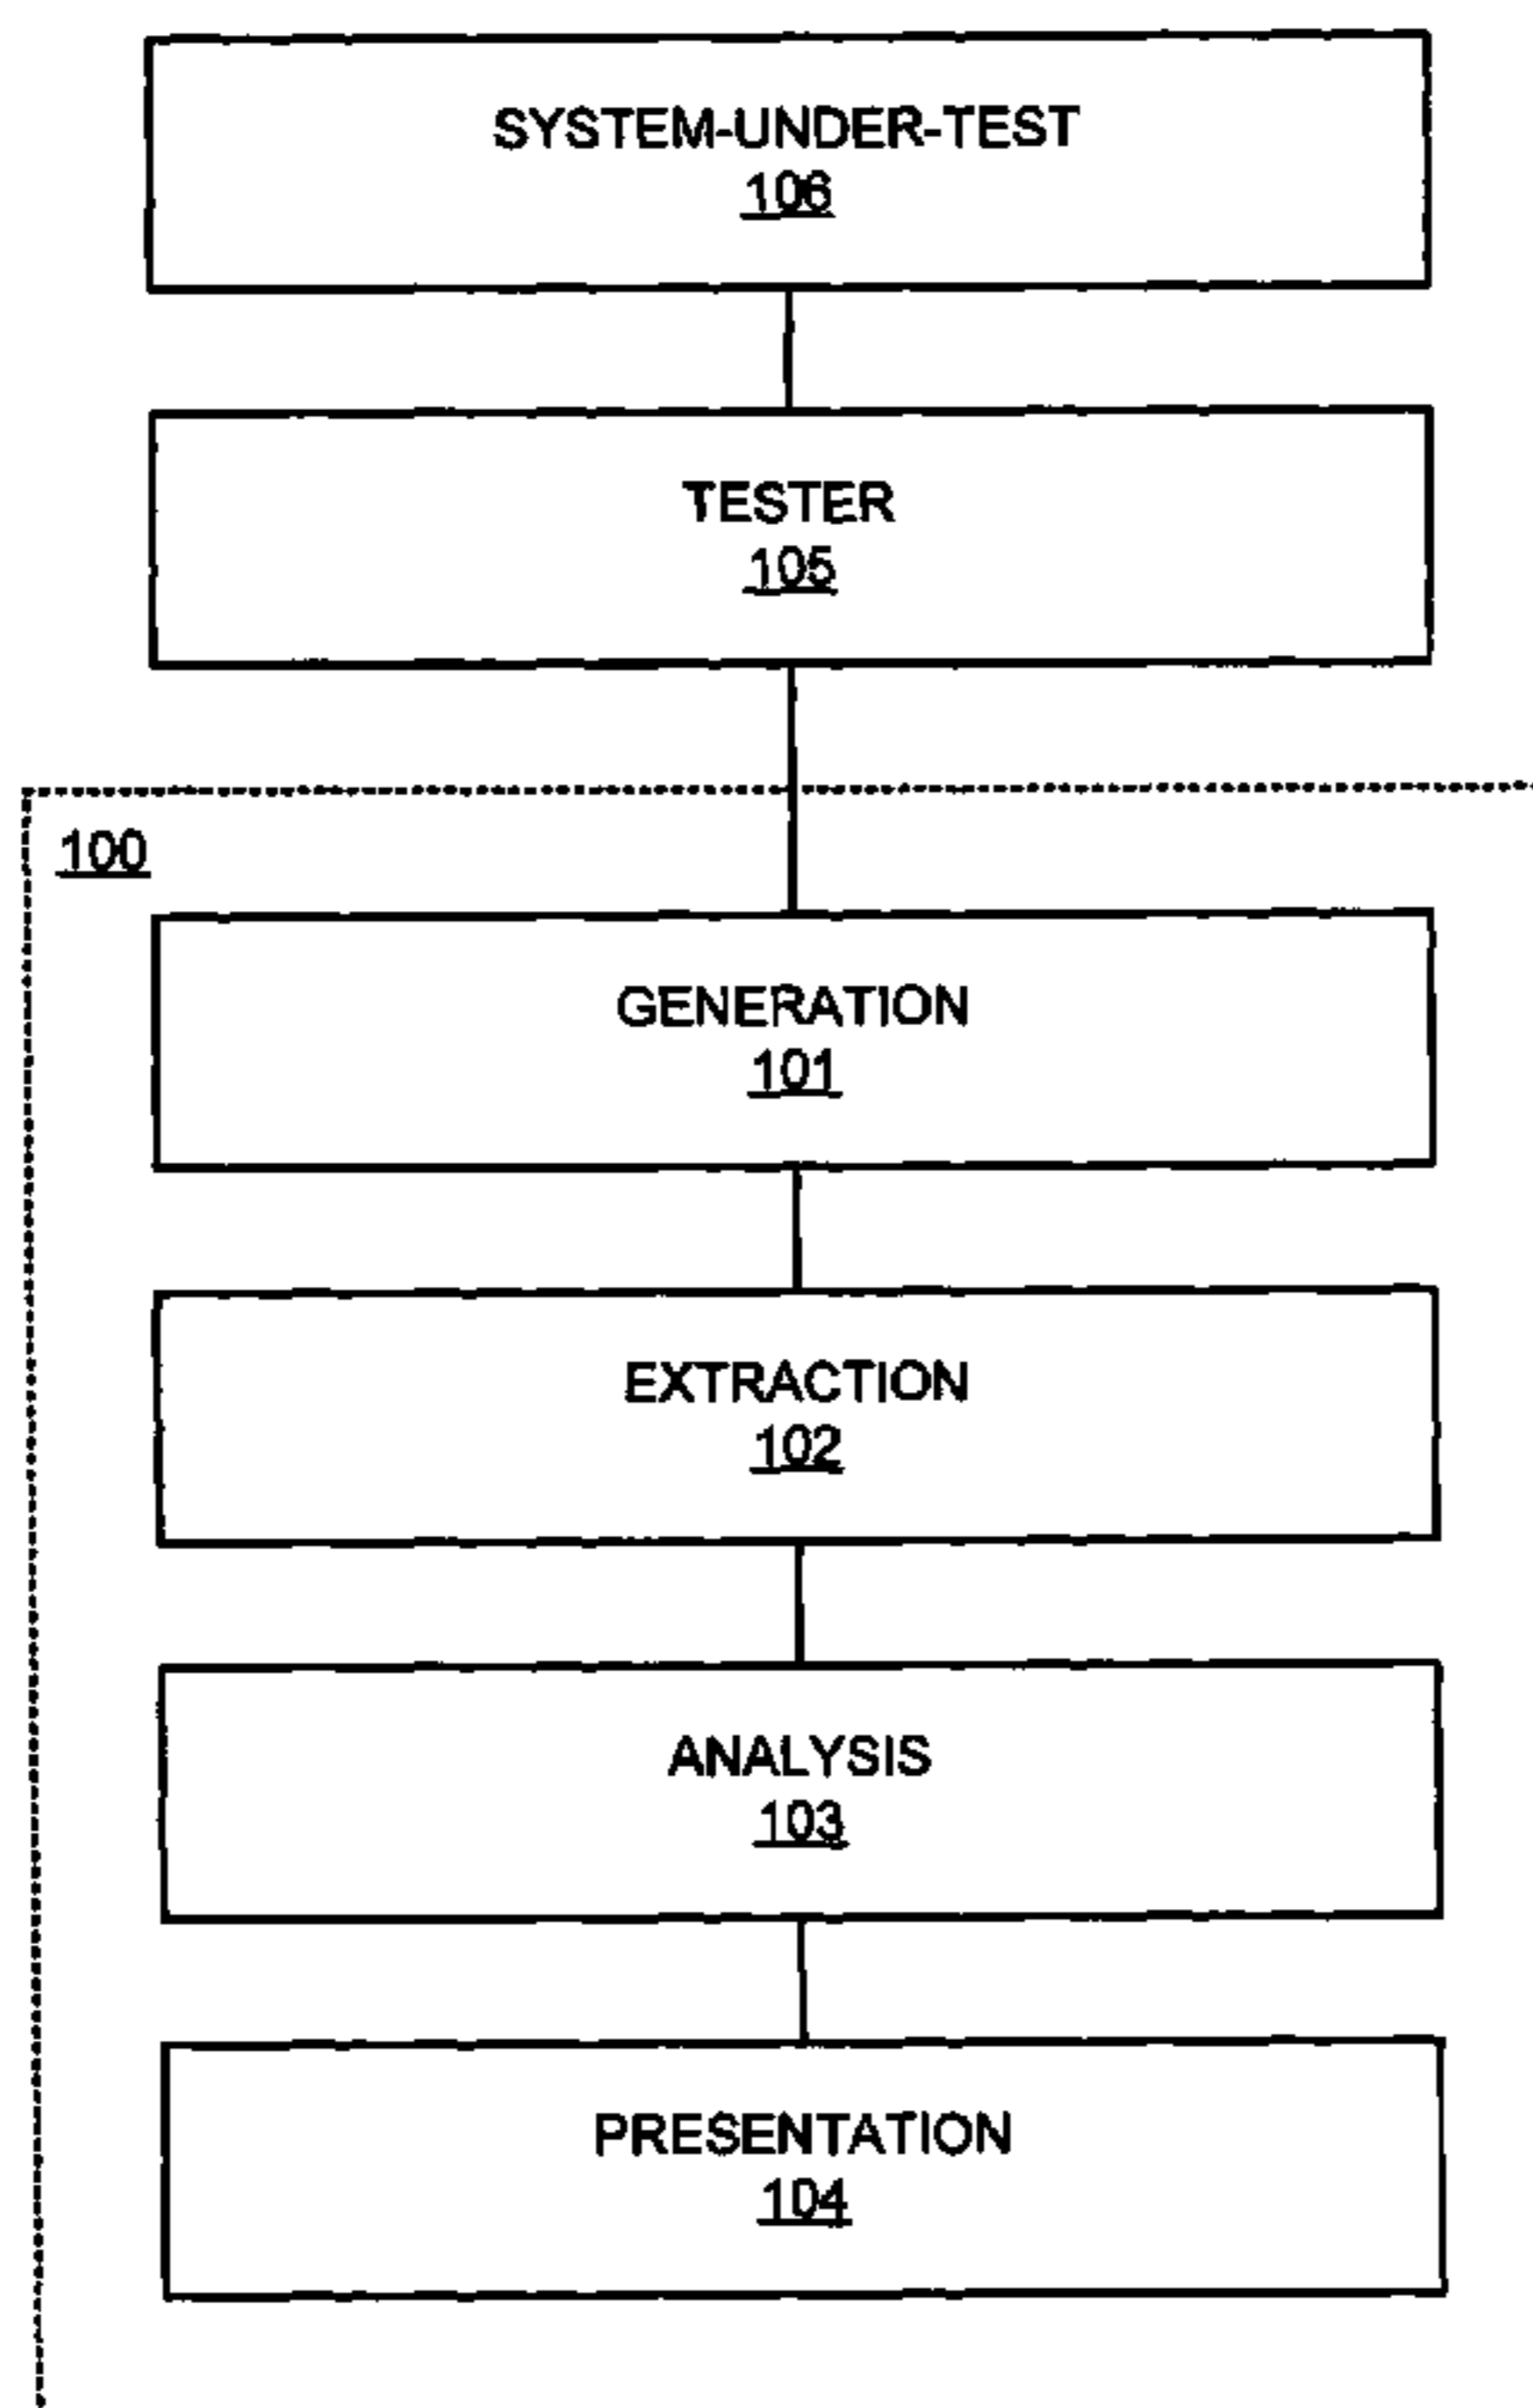 SYSTEM-UNDER-TEST
106
TESTER
105
100
GENERATION
101
EXTRACTION
102
ANALYSIS
103
PRESENTATION
104